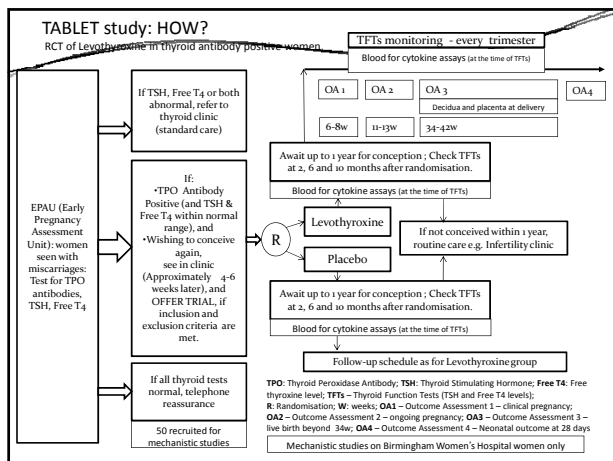 TABLET study: HOW?
RCT of Levothyroxine in thyroid antibody positive women
TFTs monitoring - every trimester
Blood for cytokine assays (at the time of TFTs)
OA 1
OA 2
OA 3
OA4
Decidua and placenta at delivery
6-8w
11-13w
34-42w
EPAU (Early
Pregnancy
Assessment
Unit): women
seen with
miscarriages:
Test for TPO
antibodies,
TSH, Free T4
If TSH, Free T4 or both
abnormal, refer to
thyroid clinic
(standard care)
If:
•TPO Antibody
Positive (and TSH &
Free T4 within normal
range), and
•Wishing to conceive
again,
see in clinic
(Approximately 4-6
weeks later), and
OFFER TRIAL, if
inclusion and
exclusion criteria are
met.
If all thyroid tests
normal, telephone
reassurance
50 recruited for
mechanistic studies
R
Await up to 1 year for conception ; Check TFTs
at 2, 6 and 10 months after randomisation.
Blood for cytokine assays (at the time of TFTs)
Levothyroxine
Placebo
If not conceived within 1 year,
routine care e.g. Infertility clinic
Await up to 1 year for conception ; Check TFTs
at 2, 6 and 10 months after randomisation.
Blood for cytokine assays (at the time of TFTs)
Follow-up schedule as for Levothyroxine group
TPO: Thyroid Peroxidase Antibody; TSH: Thyroid Stimulating Hormone; Free T4: Free
thyroxine level; TFTs – Thyroid Function Tests (TSH and Free T4 levels);
R: Randomisation; W: weeks; OA1 – Outcome Assessment 1 – clinical pregnancy;
OA2 – Outcome Assessment 2 – ongoing pregnancy; OA3 – Outcome Assessment 3 –
live birth beyond 34w; OA4 – Outcome Assessment 4 – Neonatal outcome at 28 days
Mechanistic studies on Birmingham Women's Hospital women only